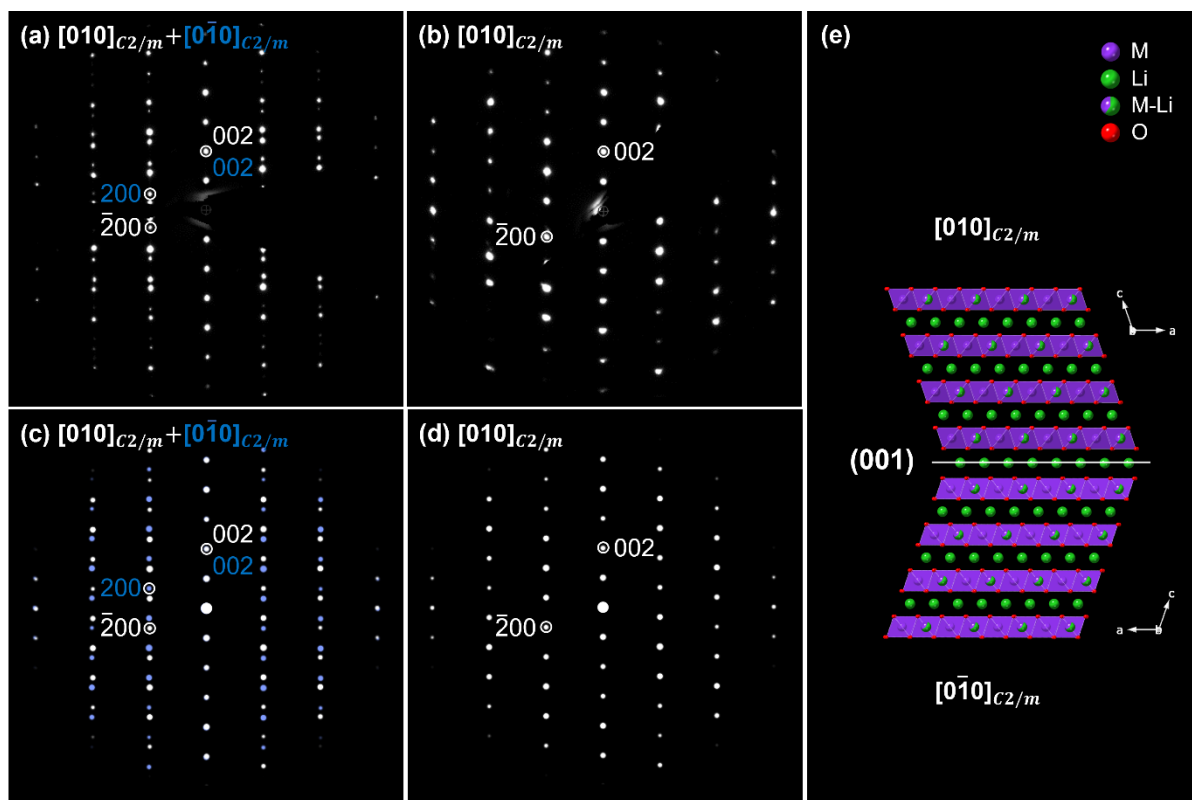 (a) [010]C2/m+[01̄0]C2/m
002
002
200
2̄00
(b) [010]C2/m
002
2̄00
(c) [010]C2/m+[01̄0]C2/m
002
002
200
2̄00
(d) [010]C2/m
002
2̄00
(e)
M
Li
M-Li
O
[010]C2/m
c
b
a
(001)
c
a
b
[01̄0]C2/m